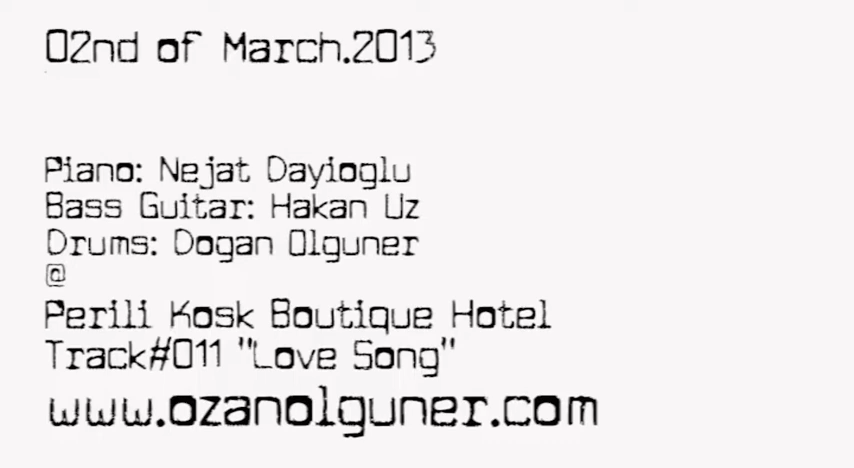 02nd of March.2013
Piano: Nejat Dayioglu
Bass Guitar: Hakan Uz
Drums: Dogan Olguner
@
Perili Kosk Boutique Hotel
Track#011 "Love Song"
www.ozanolguner.com